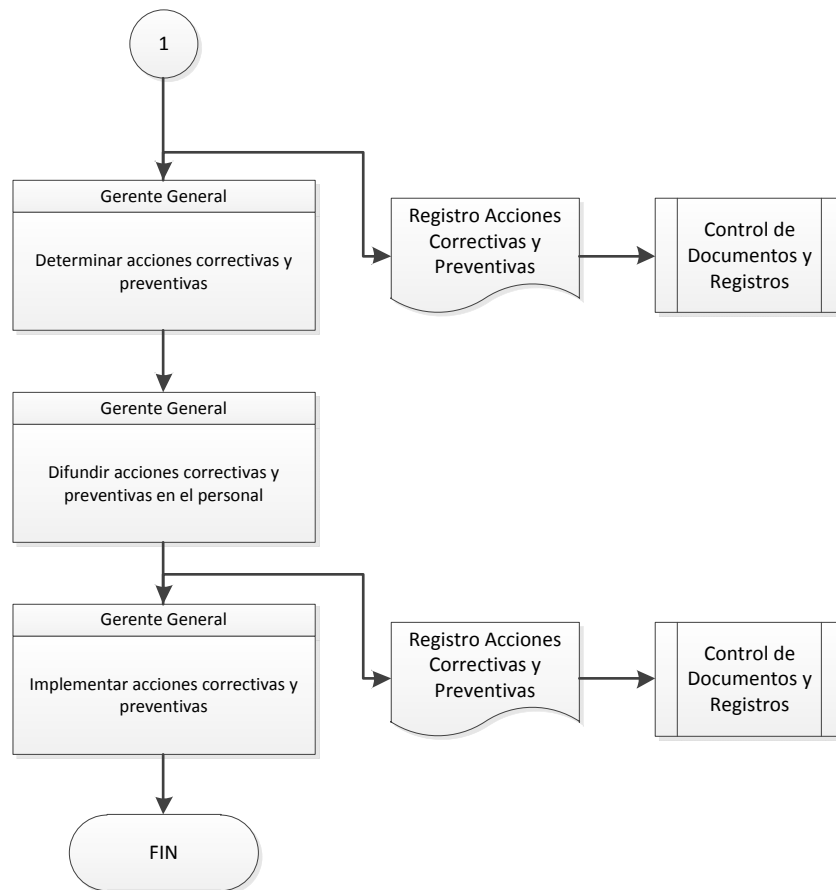 1
Gerente General
Determinar acciones correctivas y
preventivas
Registro Acciones
Correctivas y
Preventivas
Control de
Documentos y
Registros
Gerente General
Difundir acciones correctivas y
preventivas en el personal
Gerente General
Implementar acciones correctivas y
preventivas
Registro Acciones
Correctivas y
Preventivas
Control de
Documentos y
Registros
FIN